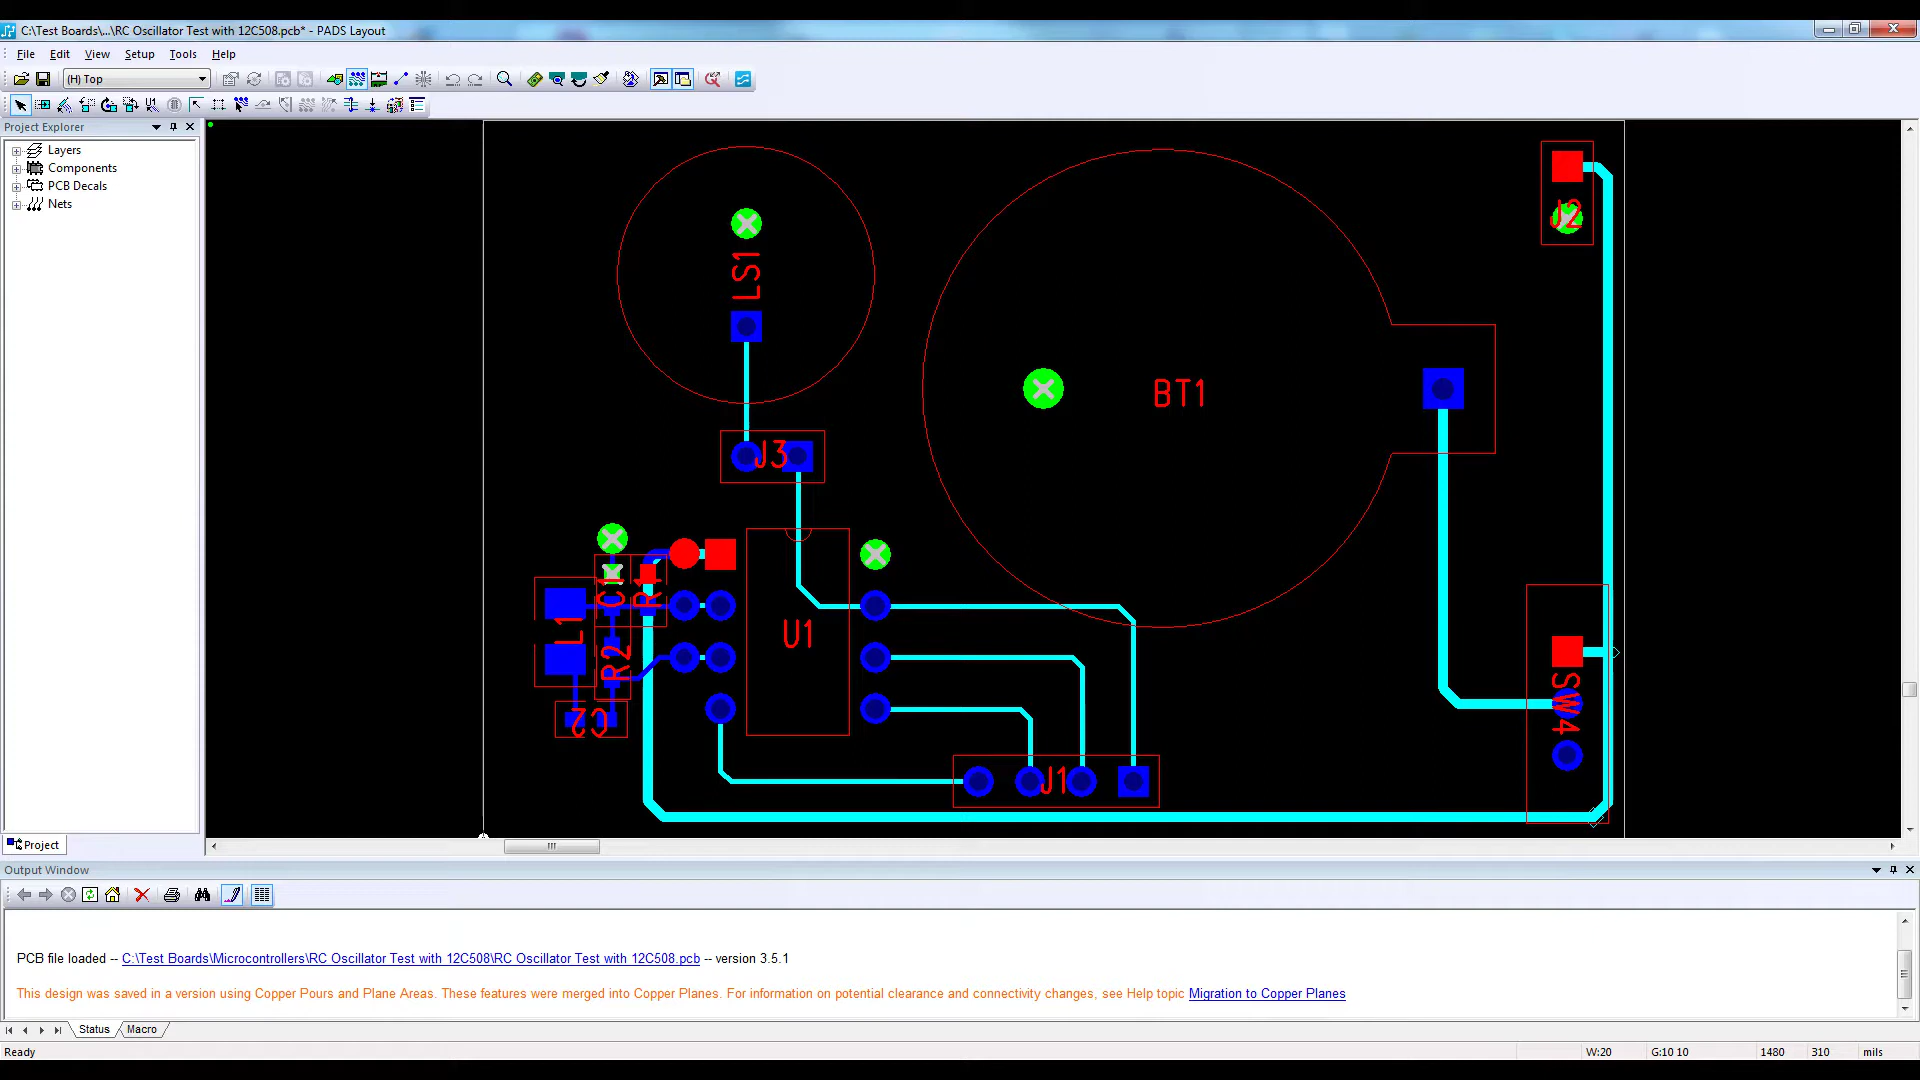 C:\Test Boards\...\RC Oscillator Test with 12C508.pcb* - PADS Layout
File Edit View Setup Tools Help
(H) Top
Project Explorer
Layers
Components
PCB Decals
Nets
J2
LS1
BT1
J3
C1
R1
L1
U1
R2
SW4
C2
J1
Project
Output Window
PCB file loaded -- C:\Test Boards\Microcontrollers\RC Oscillator Test with 12C508\RC Oscillator Test with 12C508.pcb -- version 3.5.1
This design was saved in a version using Copper Pours and Plane Areas. These features were merged into Copper Planes. For information on potential clearance and connectivity changes, see Help topic Migration to Copper Planes
Status Macro
Ready W:20 G:10 10 1480 310 mils